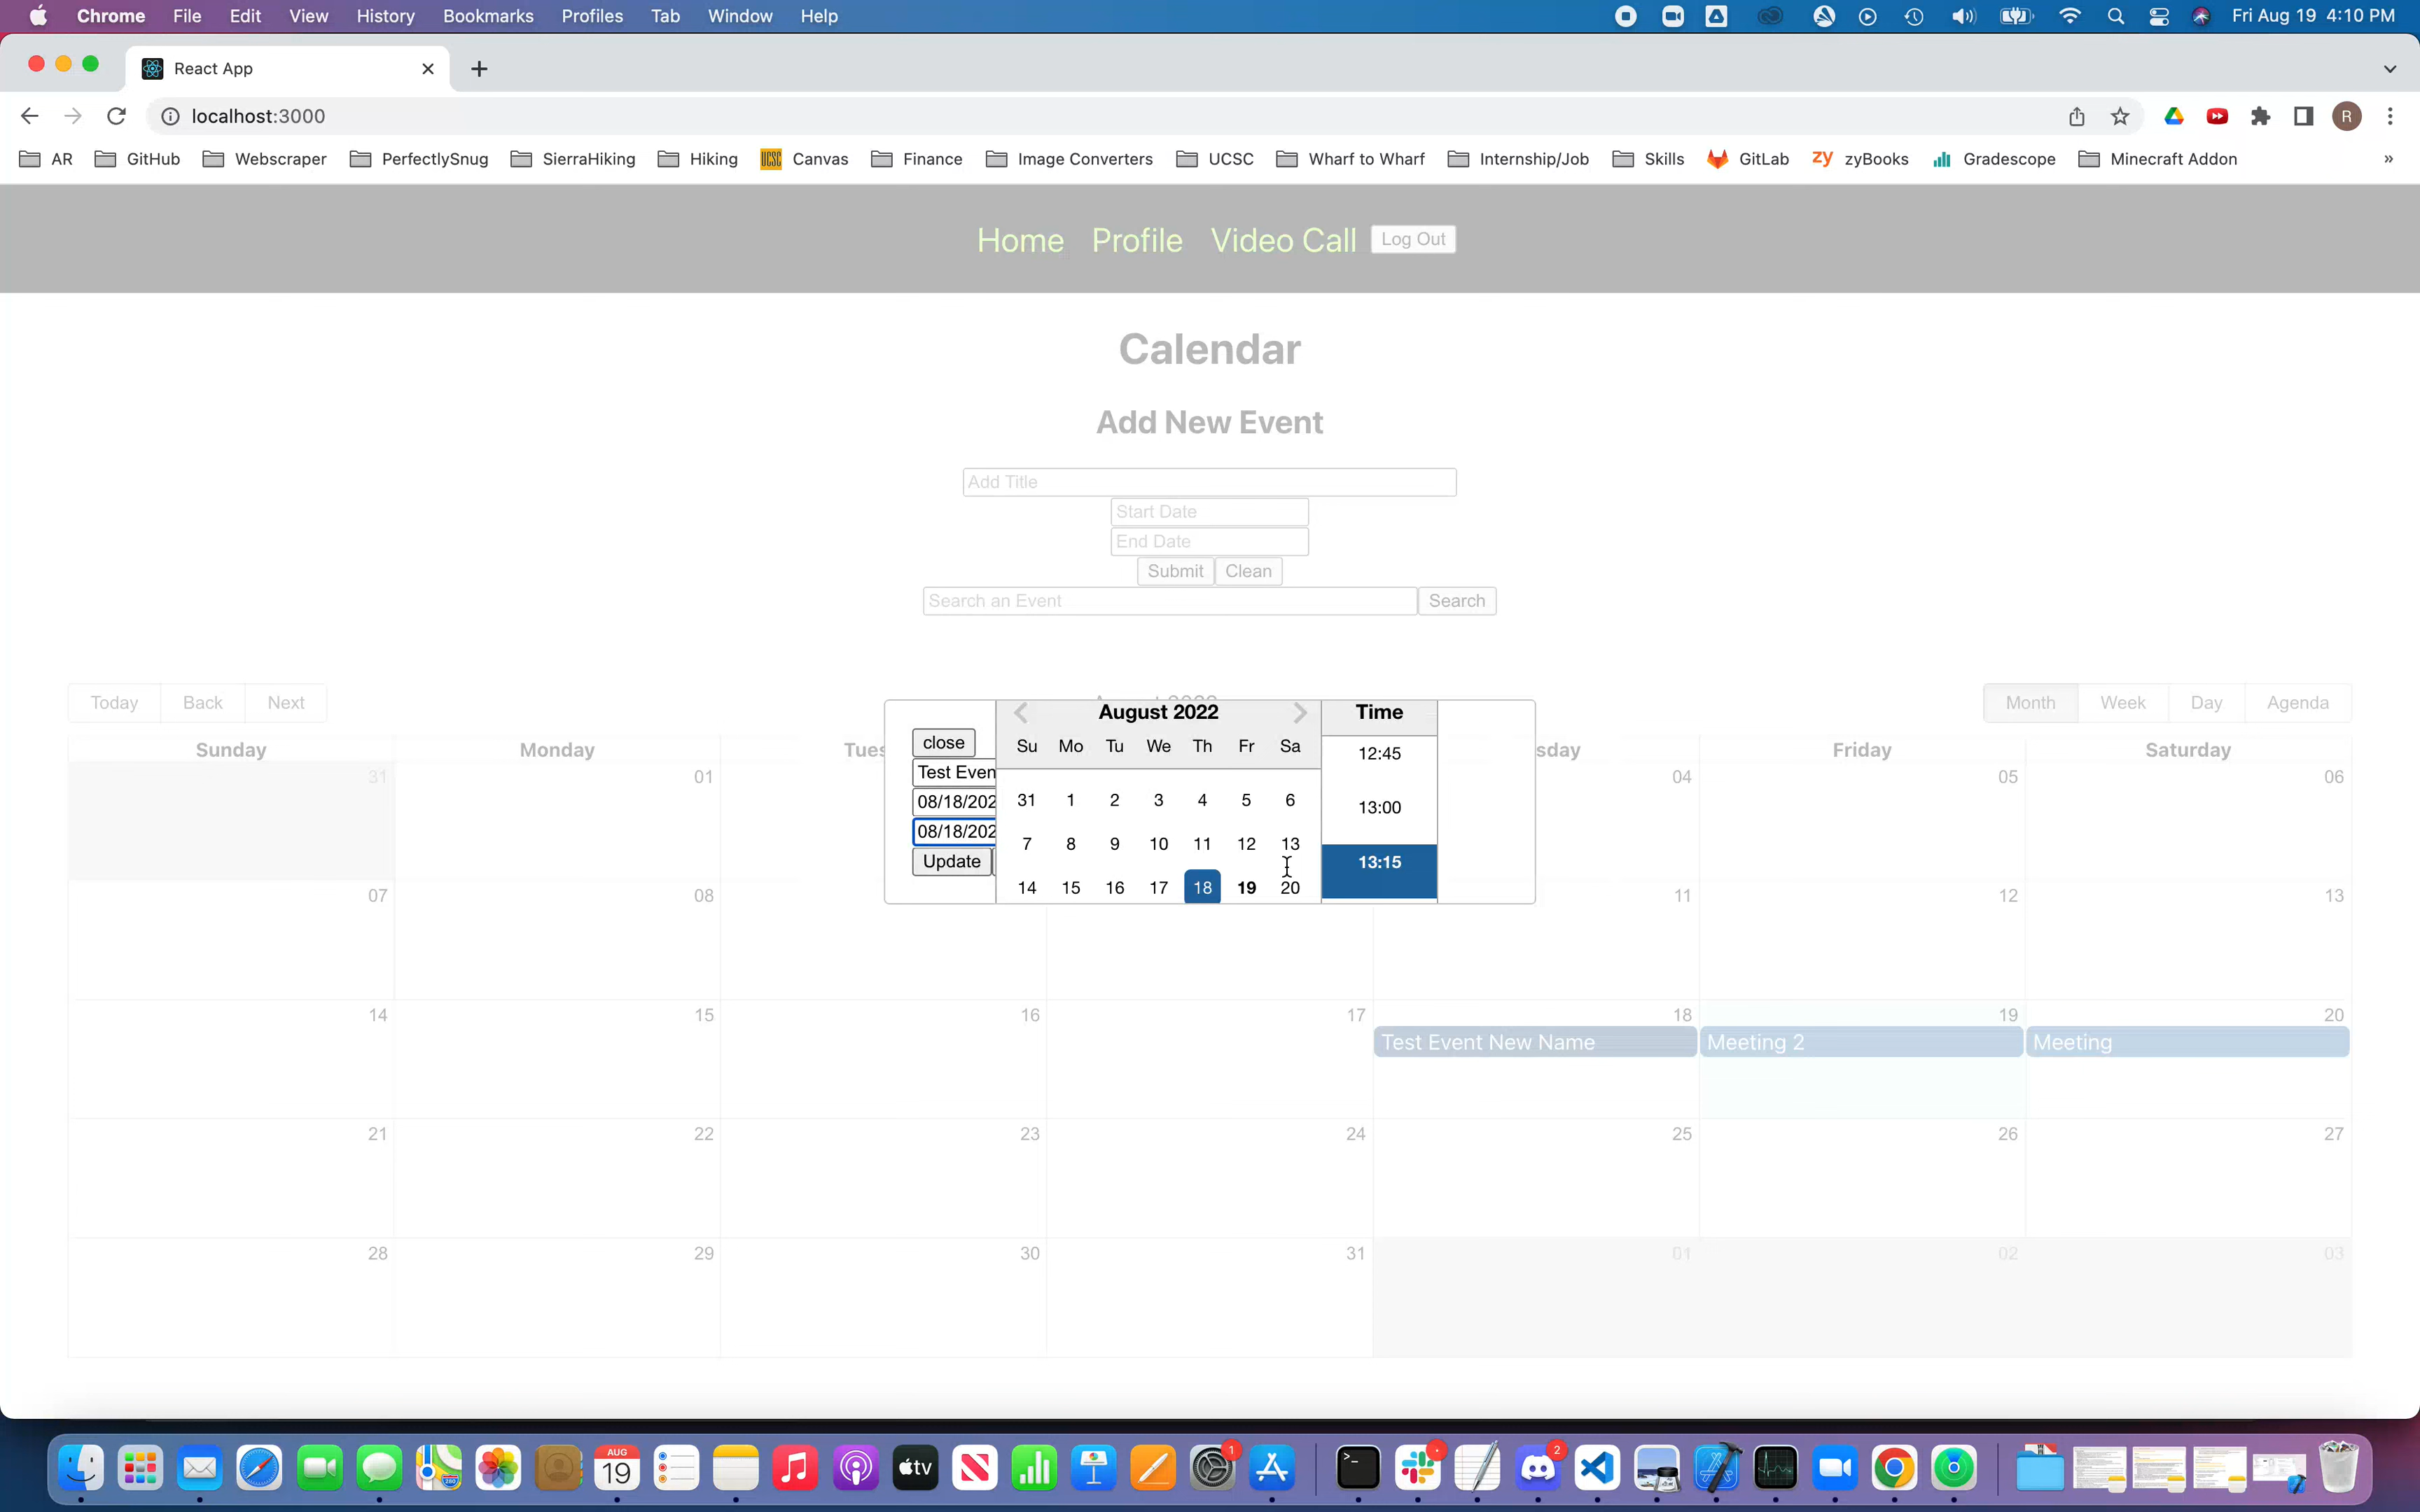 Chrome File Edit View History Bookmarks Profiles Tab Window Help Fri Aug 19 4:10 PM
React App
localhost:3000 R
AR GitHub Webscraper PerfectlySnug SierraHiking Hiking UCSC Canvas Finance Image Converters UCSC Wharf to Wharf Internship/Job Skills GitLab zy zyBooks Gradescope Minecraft Addon »
Home Profile Video Call Log Out
Calendar
Add New Event
Add Title
Start Date
End Date
Submit Clean
Search an Event Search
Today Back Next
Month Week Day Agenda
August 2022 Time
close Su Mo Tu We Th Fr Sa
12:45
Test Even
08/18/202 31 1 2 3 4 5 6 13:00
08/18/202 7 8 9 10 11 12 13
Update 13:15
14 15 16 17 18 19 20
Sunday Monday Tues sday Friday Saturday
31 01 04 05 06
07 08 11 12 13
14 15 16 17 18 19 20
Test Event New Name Meeting 2 Meeting
21 22 23 24 25 26 27
28 29 30 31 01 02 03
AUG
19
tv
1
2
280